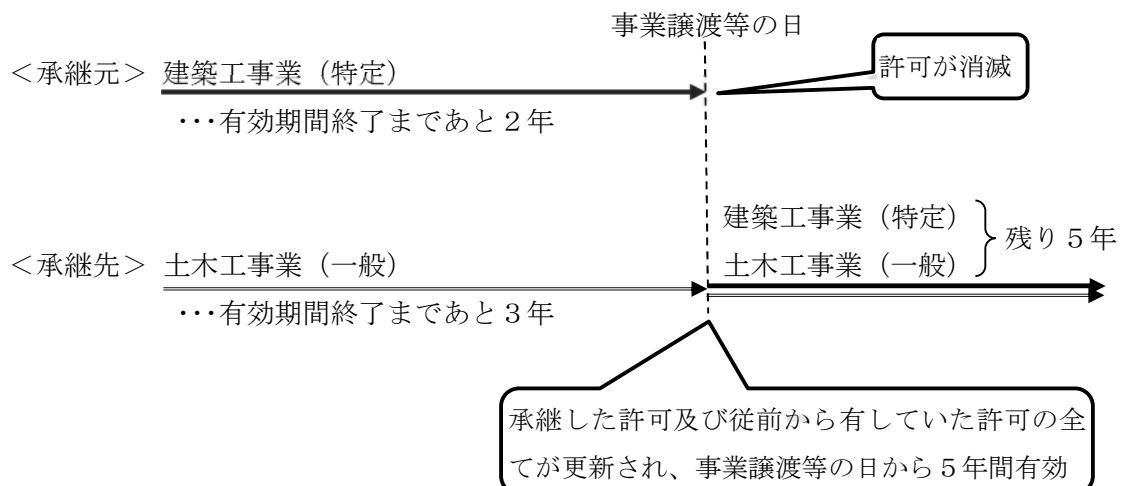 事業譲渡等の日
＜承継元＞ 建築工事業（特定）
許可が消滅
…有効期間終了まであと２年
建築工事業（特定）
残り５年
＜承継先＞ 土木工事業（一般）
土木工事業（一般）
…有効期間終了まであと３年
承継した許可及び従前から有していた許可の全
てが更新され、事業譲渡等の日から５年間有効